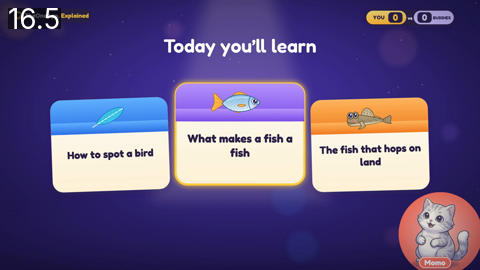 16.5
Explained
YOU 0 vs 0 BUDDIES
Today you'll learn
How to spot a bird
What makes a fish a
fish
The fish that hops on
land
Momo